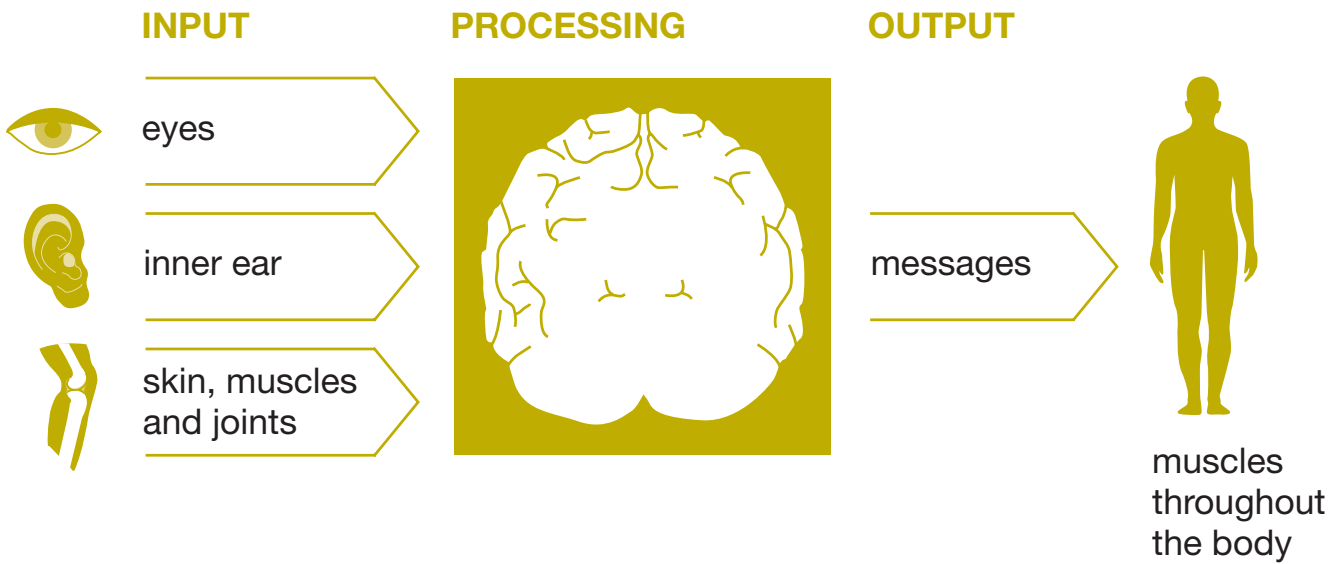 INPUT
PROCESSING
OUTPUT
eyes
inner ear
skin, muscles
and joints
messages
muscles
throughout
the body